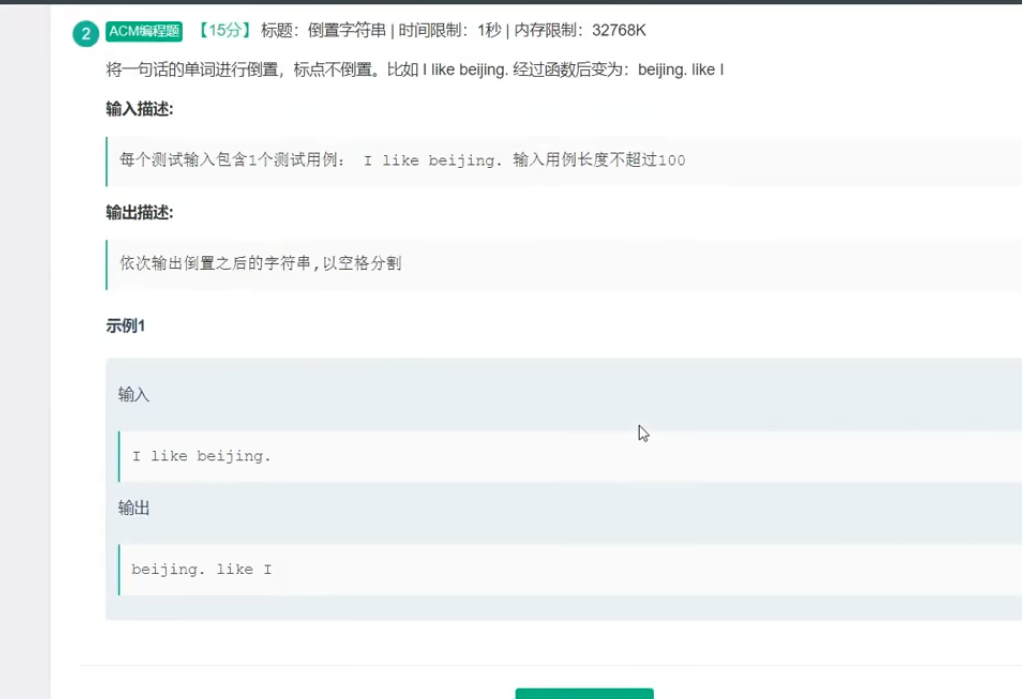 2 ACM编程题 【15分】 标题：倒置字符串 | 时间限制：1秒 | 内存限制：32768K
将一句话的单词进行倒置，标点不倒置。比如 I like beijing. 经过函数后变为：beijing. like I
输入描述:
每个测试输入包含1个测试用例： I like beijing. 输入用例长度不超过100
输出描述:
依次输出倒置之后的字符串,以空格分割
示例1
输入
I like beijing.
输出
beijing. like I